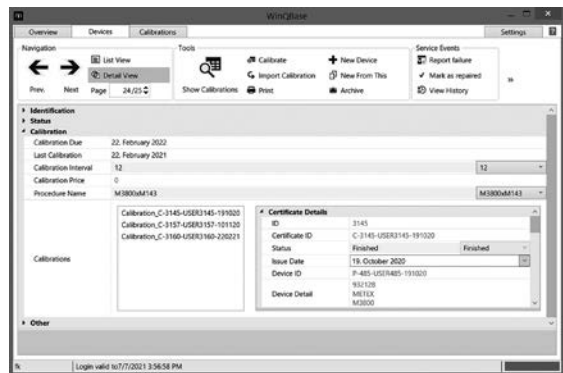 WinQBase
Overview Devices Calibrations Settings
Navigation Tools Service Events
List View Calibrate New Device Report failure
Detail View Import Calibration New From This Mark as repaired
Prev. Next Page 24/25 Show Calibrations Print Archive View History
Identification
Status
Calibration
Calibration Due 22. February 2022
Last Calibration 22. February 2021
Calibration Interval 12 12
Calibration Price 0
Procedure Name M3800xM143 M3800xM143
Calibrations
Calibration_C-3145-USER3145-191020
Calibration_C-3157-USER3157-101120
Calibration_C-3160-USER3160-220221
Certificate Details
ID 3145
Certificate ID C-3145-USER3145-191020
Status Finished Finished
Issue Date 19. October 2020
Device ID P-485-USER485-191020
Device Detail
932128
METEX
M3800
Other
Login valid to7/7/2021 3:56:58 PM